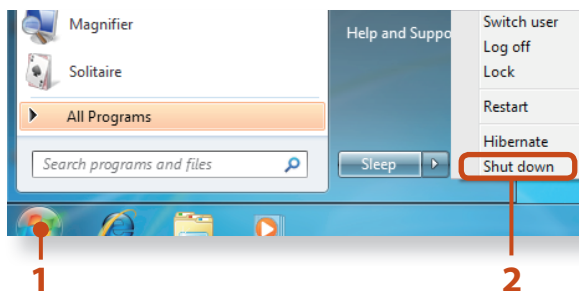 Magnifier
Solitaire
All Programs
Search programs and files
Help and Suppo
Sleep
Switch user
Log off
Lock
Restart
Hibernate
Shut down
1
2